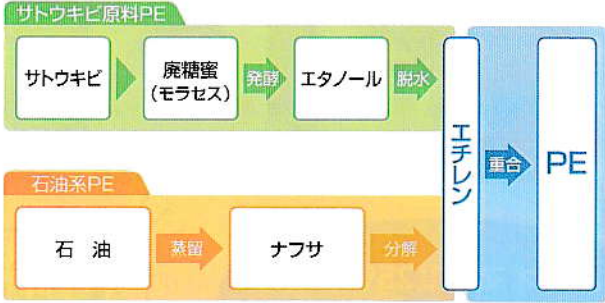 サトウキビ原料PE
サトウキビ
廃糖蜜
(モラセス)
発酵
エタノール
脱水
石油系PE
石 油
蒸留
ナフサ
分解
エチレン
重合
PE